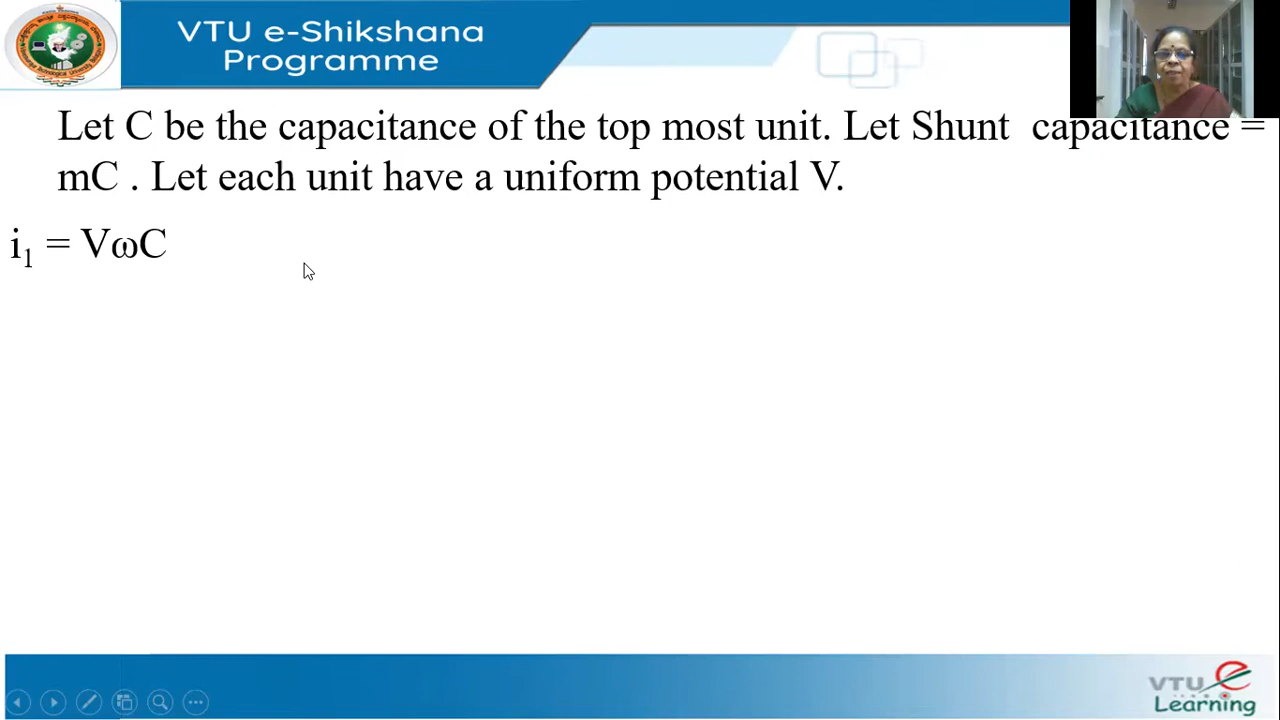 VTU e-Shikshana
Programme
Let C be the capacitance of the top most unit. Let Shunt capacitance =
mC . Let each unit have a uniform potential V.
i₁ = VωC
VTU e
Learning